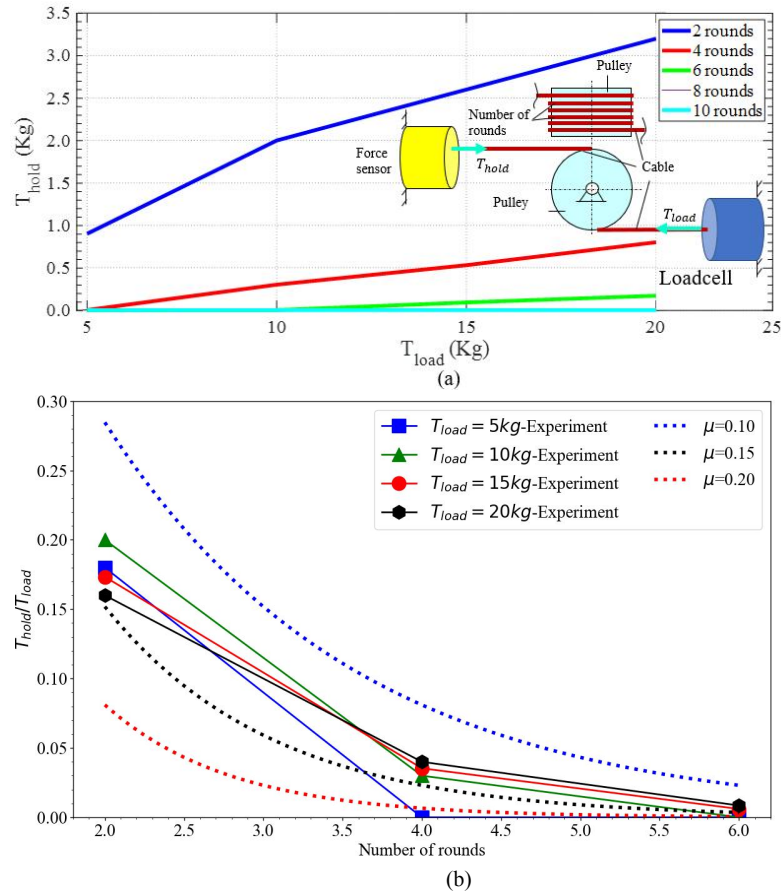 (a)
3.5
3.0
2.5
2.0
1.5
1.0
0.5
0.0
T_hold (Kg)
5
10
15
20
25
T_load (Kg)
2 rounds
4 rounds
6 rounds
8 rounds
10 rounds
Pulley
Number of
rounds
Force
sensor
T_hold
Cable
Pulley
T_load
Loadcell
(a)
0.30
0.25
0.20
0.15
0.10
0.05
0.00
T_hold/T_load
T_load = 5kg-Experiment
T_load = 10kg-Experiment
T_load = 15kg-Experiment
T_load = 20kg-Experiment
μ=0.10
μ=0.15
μ=0.20
2.0
2.5
3.0
3.5
4.0
4.5
5.0
5.5
6.0
Number of rounds
(b)